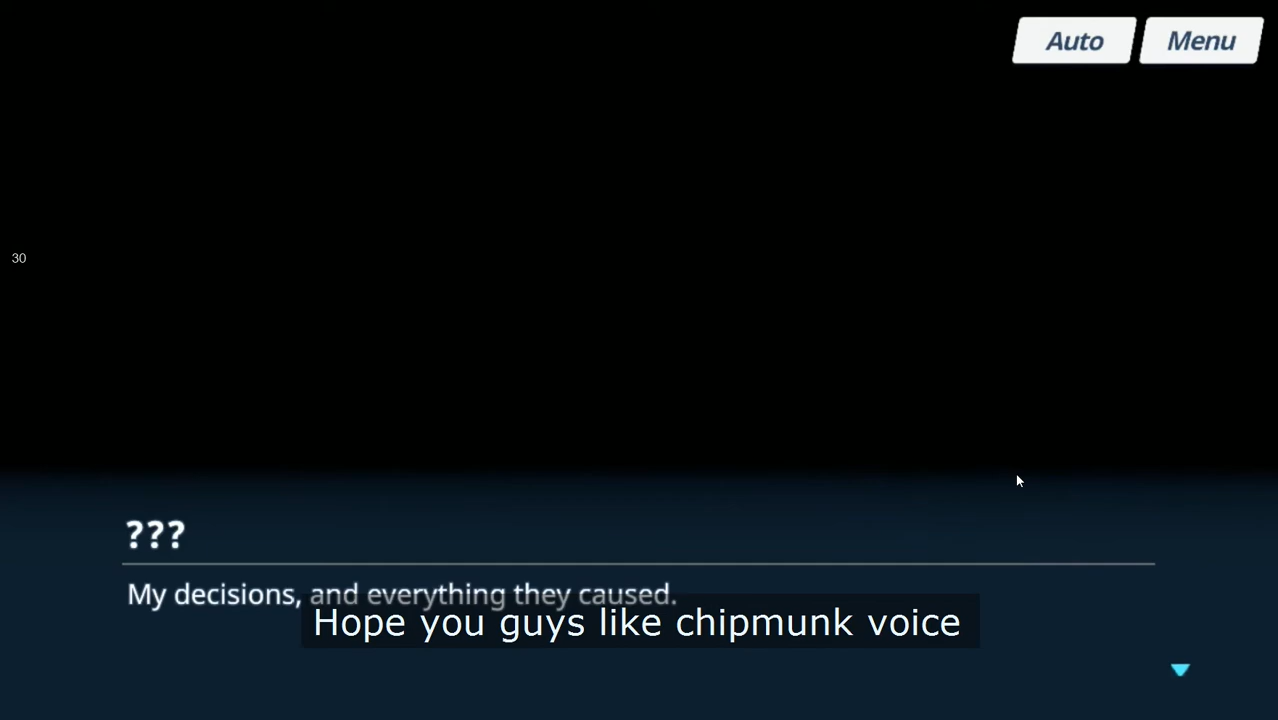 Auto
Menu
30
???
My decisions, and everything they caused.
Hope you guys like chipmunk voice